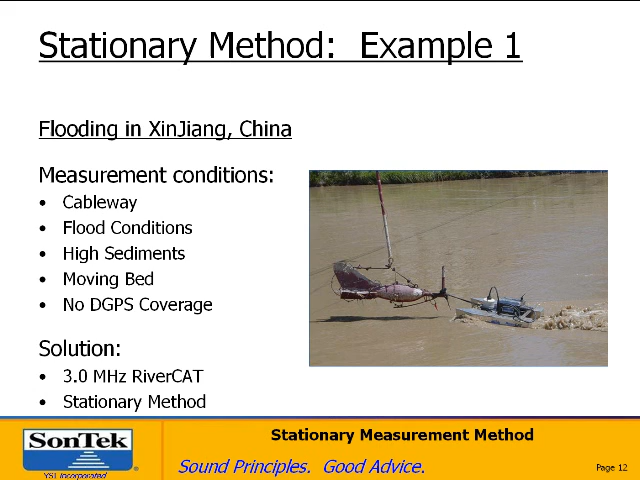 Stationary Method: Example 1
Flooding in XinJiang, China
Measurement conditions:
• Cableway
• Flood Conditions
• High Sediments
• Moving Bed
• No DGPS Coverage
Solution:
• 3.0 MHz RiverCAT
• Stationary Method
Stationary Measurement Method
SonTek
®
YSI incorporated
Sound Principles. Good Advice.
Page 12